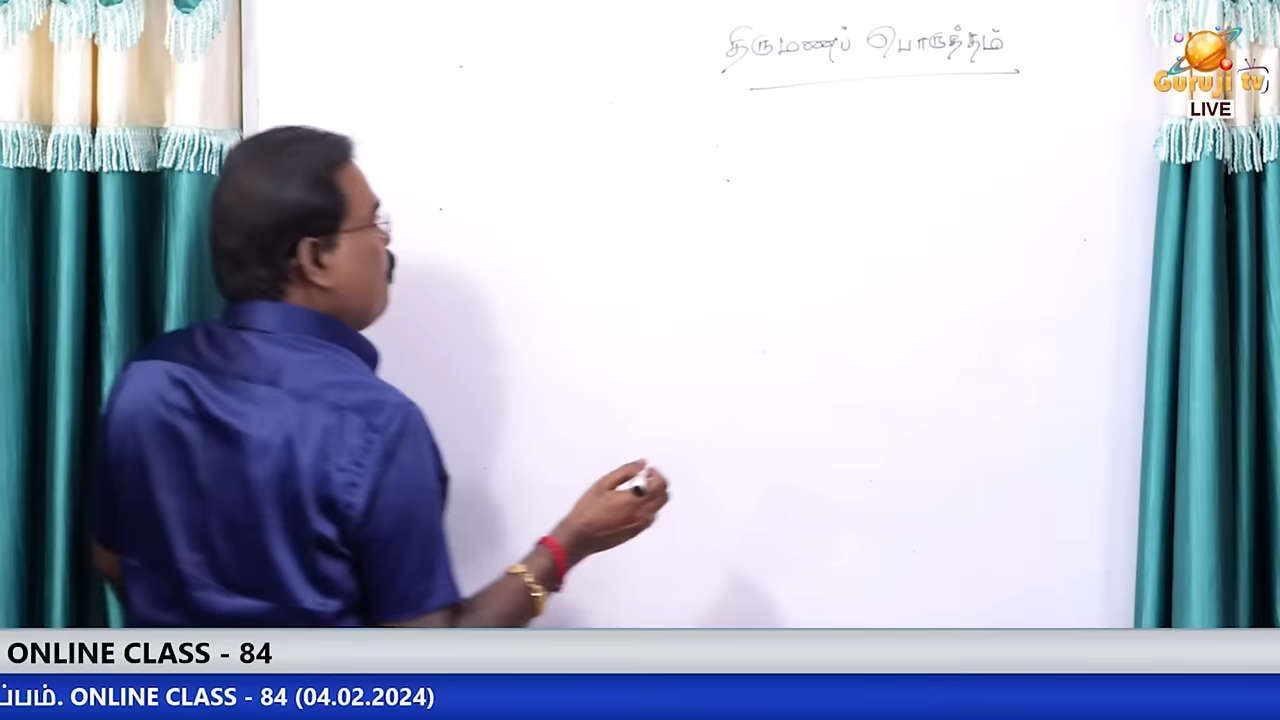 திருமணப் பொருத்தம்
Guruji tv
LIVE
ONLINE CLASS - 84
ப்பம். ONLINE CLASS - 84 (04.02.2024)